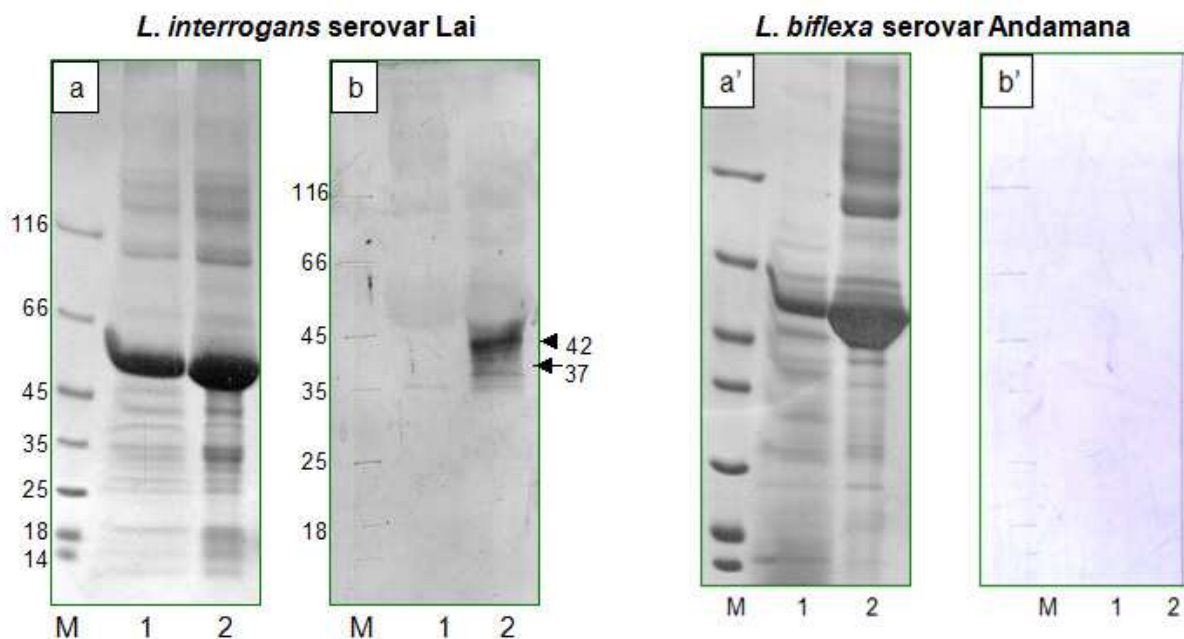 L. interrogans serovar Lai
L. biflexa serovar Andamana
a
b
a'
b'
116
66
45
35
25
18
14
116
66
45
35
25
18
42
37
M 1 2
1 2
M 1 2
M 1 2